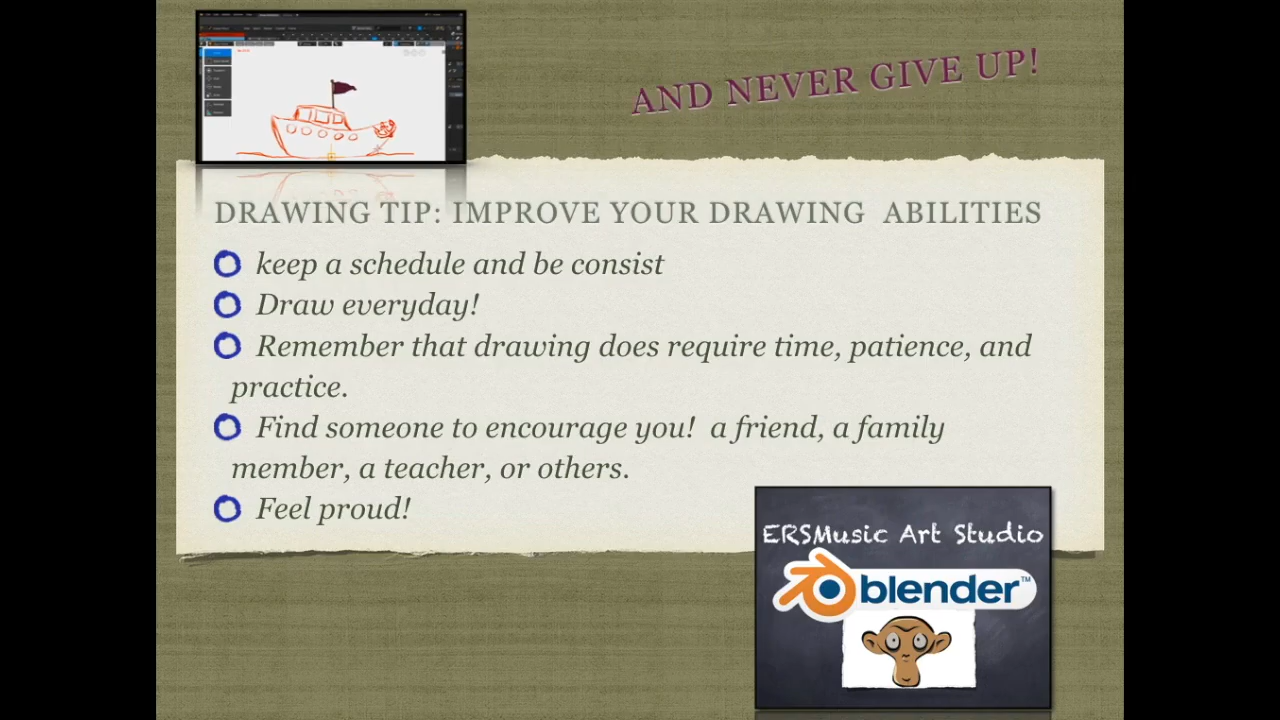 AND NEVER GIVE UP!
DRAWING TIP: IMPROVE YOUR DRAWING ABILITIES
keep a schedule and be consist
Draw everyday!
Remember that drawing does require time, patience, and
practice.
Find someone to encourage you! a friend, a family
member, a teacher, or others.
Feel proud!
ERSMusic Art Studio
blender™